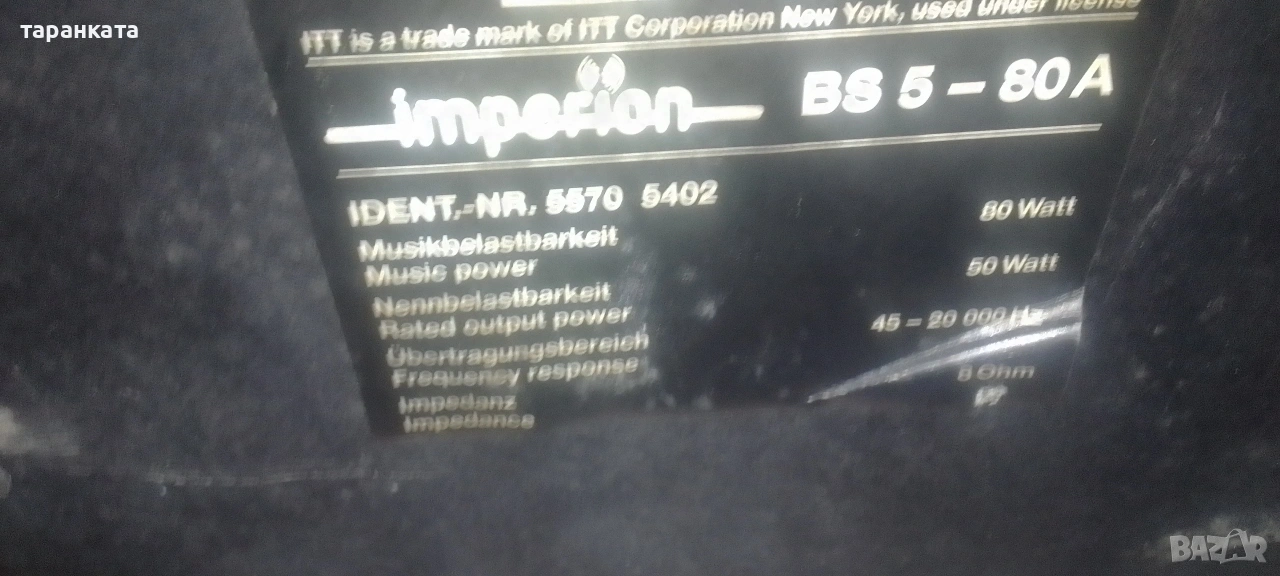 таранката
ITT is a trade mark of ITT Corporation New York, used under license
imperion BS 5 - 80 A
IDENT.-NR. 5570 5402
Musikbelastbarkeit
Music power 80 Watt
Nennbelastbarkeit
Rated output power 50 Watt
Übertragungsbereich
Frequency response 45 - 20 000 Hz
Impedanz
Impedance 8 Ohm
BAZAR